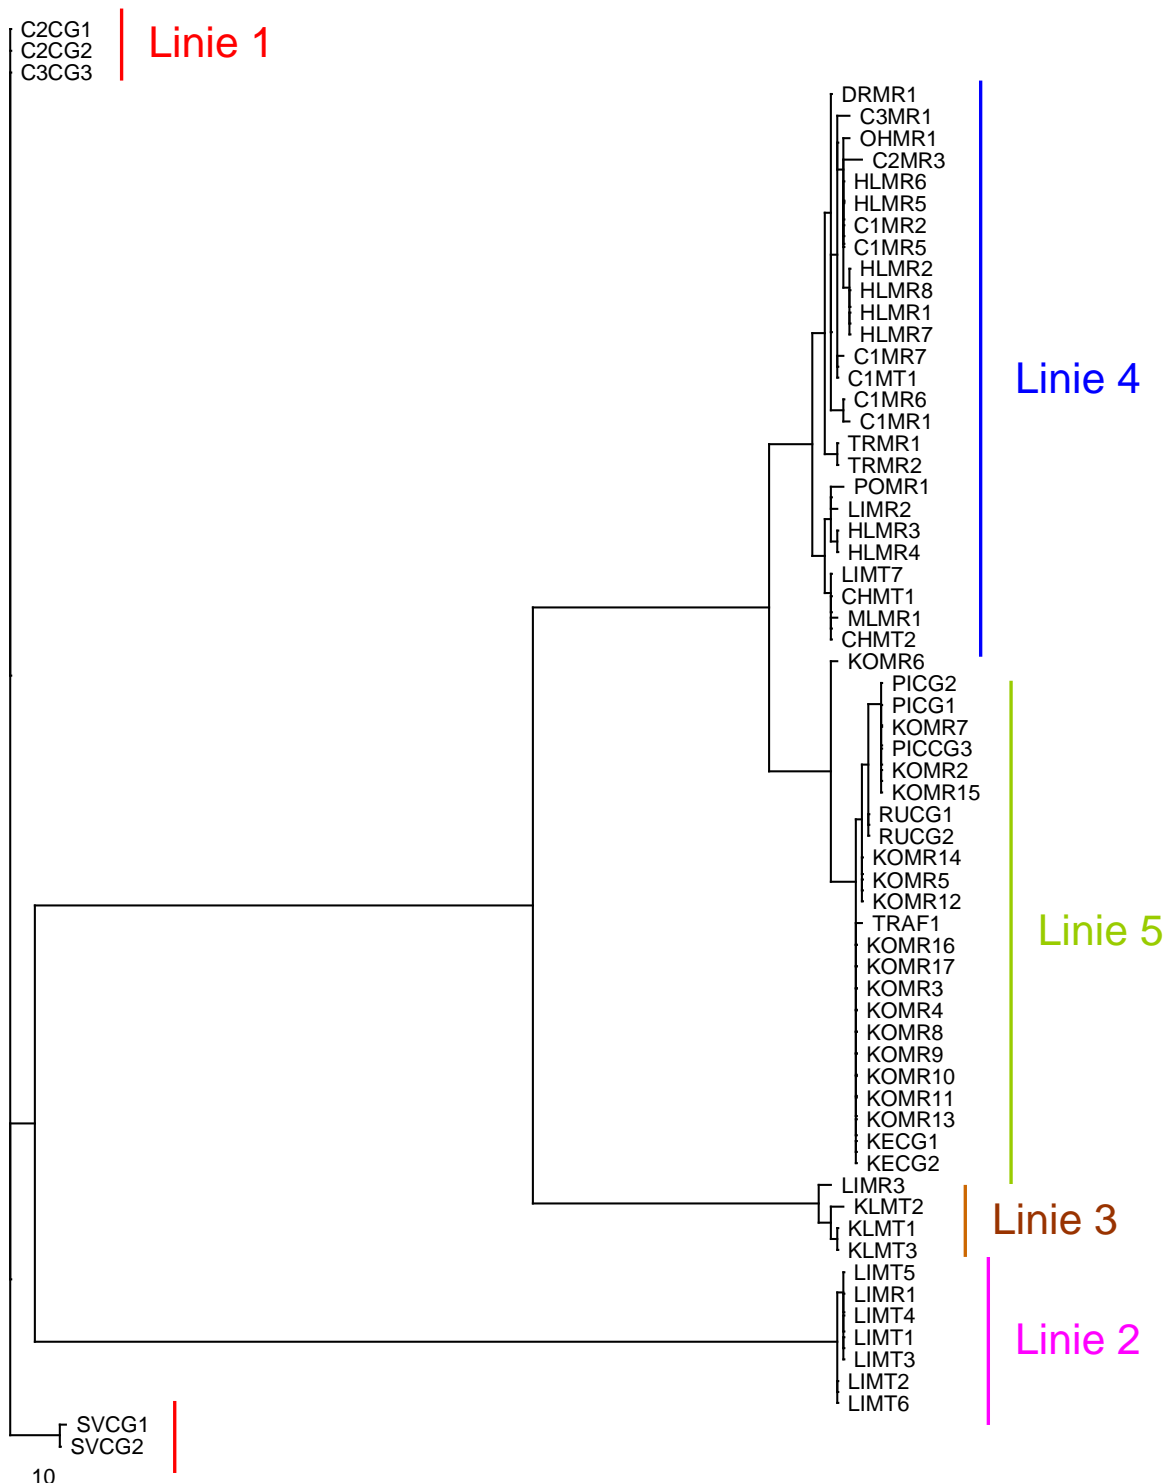 C2CG1
C2CG2
C3CG3
Linie 1
DRMR1
C3MR1
OHMR1
C2MR3
HLMR6
HLMR5
C1MR2
C1MR5
HLMR2
HLMR8
HLMR1
HLMR7
C1MR7
C1MT1
C1MR6
C1MR1
TRMR1
TRMR2
POMR1
LIMR2
HLMR3
HLMR4
LIMT7
CHMT1
MLMR1
CHMT2
Linie 4
KOMR6
PICG2
PICG1
KOMR7
PICCG3
KOMR2
KOMR15
RUCG1
RUCG2
KOMR14
KOMR5
KOMR12
TRAF1
KOMR16
KOMR17
KOMR3
KOMR4
KOMR8
KOMR9
KOMR10
KOMR11
KOMR13
KECG1
KECG2
Linie 5
LIMR3
KLMT2
KLMT1
KLMT3
Linie 3
LIMT5
LIMR1
LIMT4
LIMT1
LIMT3
LIMT2
LIMT6
Linie 2
SVCG1
SVCG2
10